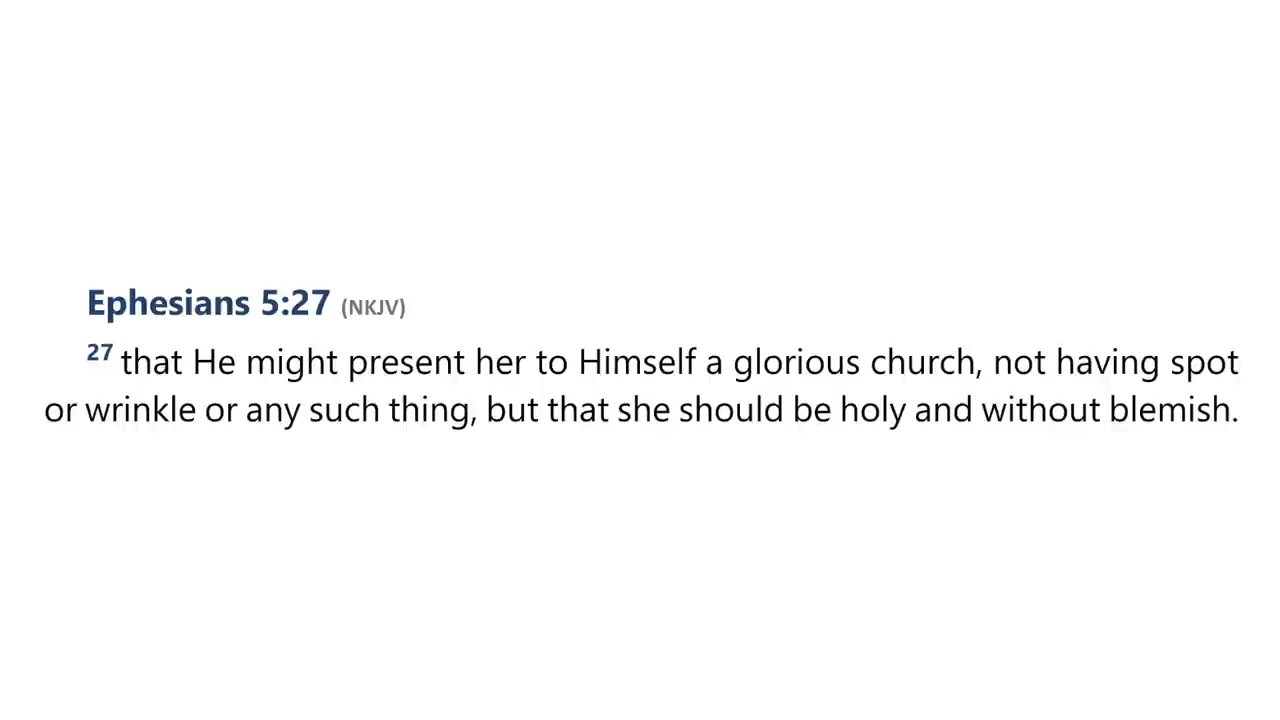 Ephesians 5:27 (NKJV)
27 that He might present her to Himself a glorious church, not having spot
or wrinkle or any such thing, but that she should be holy and without blemish.